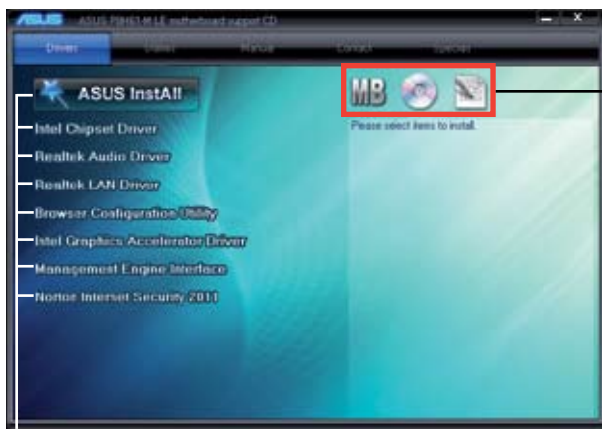 ASUS ASUS P8H61-M LE motherboard support CD
Drivers Utilities Manual Contact Specials
ASUS InstAll
MB
Please select items to install.
Intel Chipset Driver
Realtek Audio Driver
Realtek LAN Driver
Browser Configuration Utility
Intel Graphics Accelerator Driver
Management Engine Interface
Norton Internet Security 2011